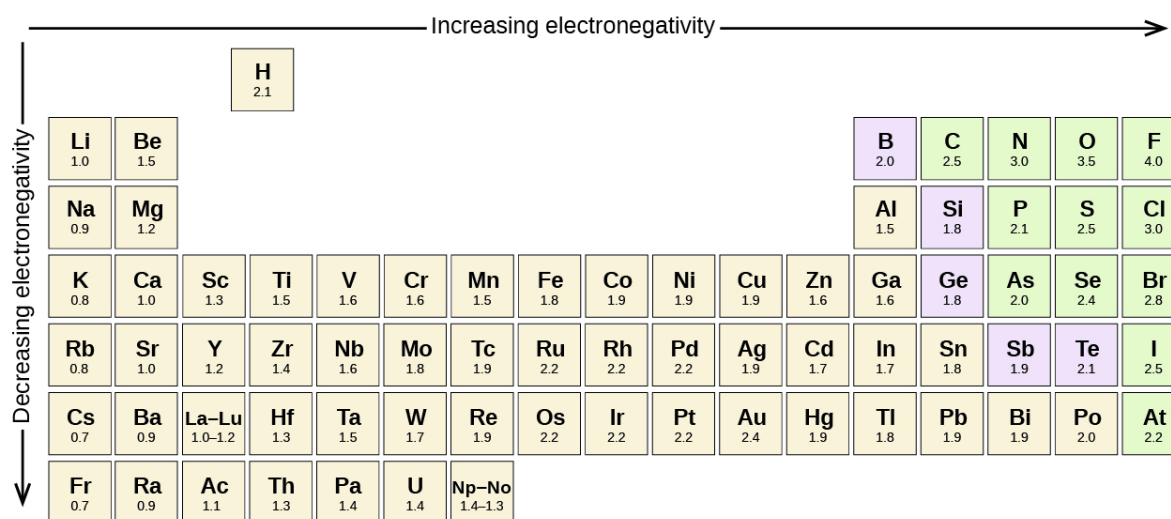 Increasing electronegativity
Decreasing electronegativity
H
2.1
Li Be B C N O F
1.0 1.5 2.0 2.5 3.0 3.5 4.0
Na Mg Al Si P S Cl
0.9 1.2 1.5 1.8 2.1 2.5 3.0
K Ca Sc Ti V Cr Mn Fe Co Ni Cu Zn Ga Ge As Se Br
0.8 1.0 1.3 1.5 1.6 1.6 1.5 1.8 1.9 1.9 1.9 1.6 1.6 1.8 2.0 2.4 2.8
Rb Sr Y Zr Nb Mo Tc Ru Rh Pd Ag Cd In Sn Sb Te I
0.8 1.0 1.2 1.4 1.6 1.8 1.9 2.2 2.2 2.2 1.9 1.7 1.7 1.8 1.9 2.1 2.5
Cs Ba La–Lu Hf Ta W Re Os Ir Pt Au Hg Tl Pb Bi Po At
0.7 0.9 1.0–1.2 1.3 1.5 1.7 1.9 2.2 2.2 2.2 2.4 1.9 1.8 1.9 1.9 2.0 2.2
Fr Ra Ac Th Pa U Np–No
0.7 0.9 1.1 1.3 1.4 1.4 1.4–1.3